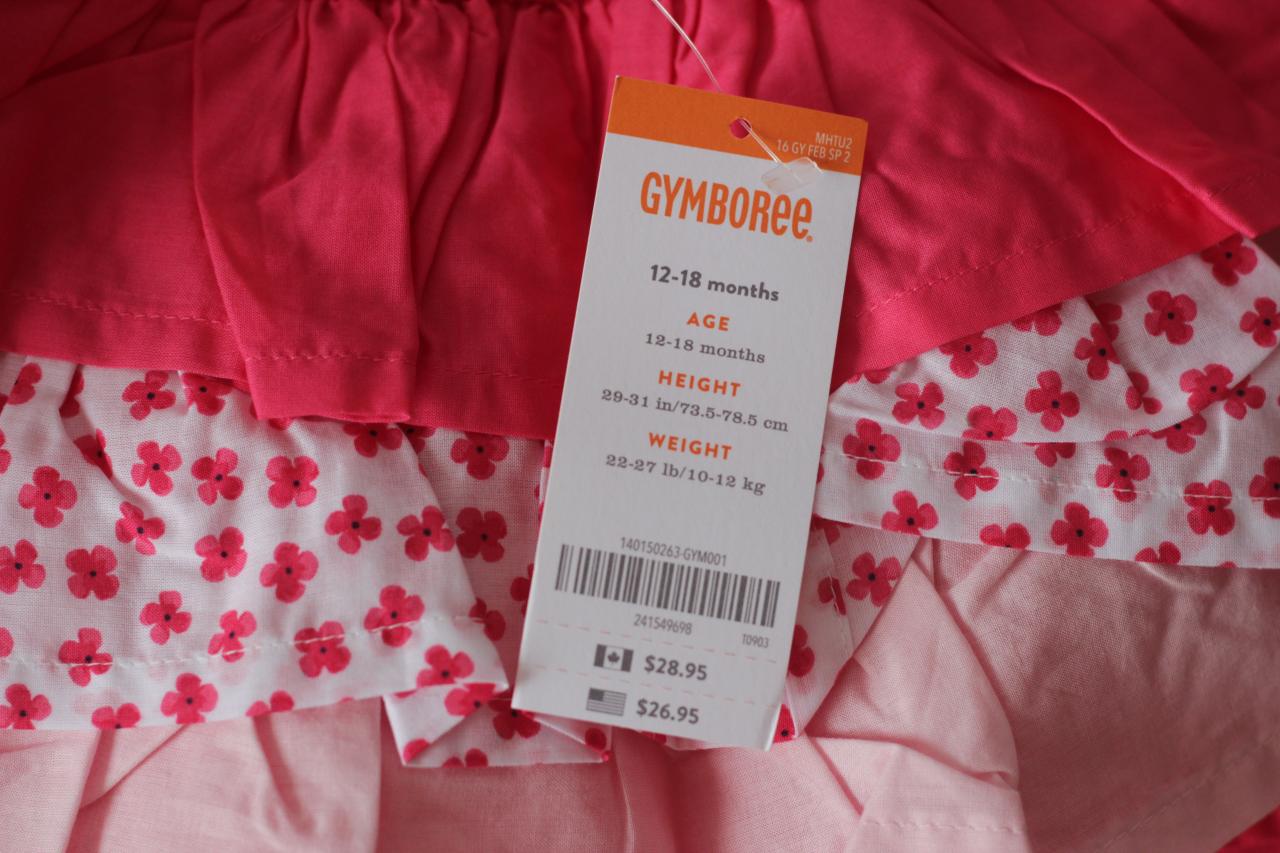 MHTU2
16 GY FEB SP 2
GYMBOREE®
12-18 months
AGE
12-18 months
HEIGHT
29-31 in/73.5-78.5 cm
WEIGHT
22-27 lb/10-12 kg
140150263-GYM001
241549698 T0903
$28.95
$26.95